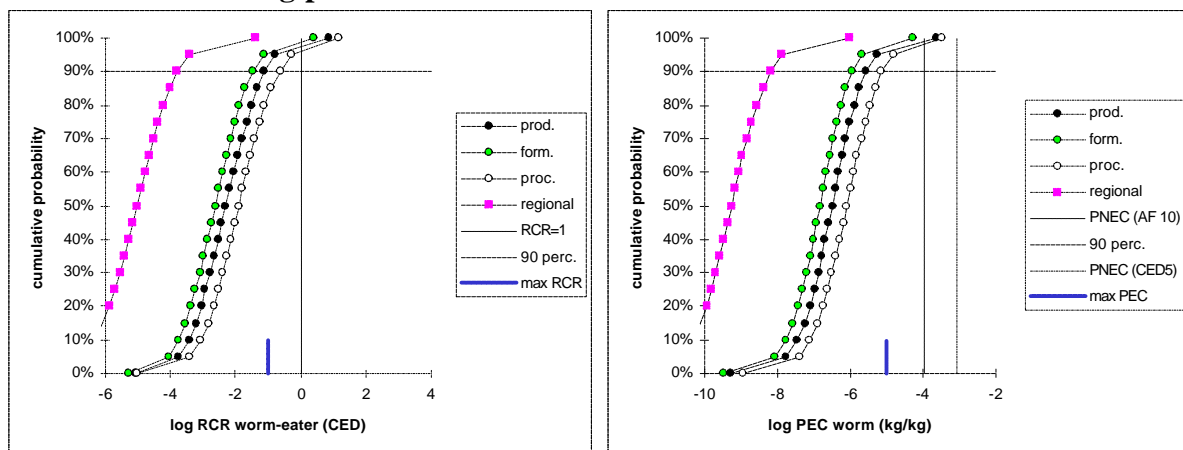 100%
90%
80%
70%
60%
50%
40%
30%
20%
10%
0%
cumulative probability
-6
-4
-2
0
2
4
log RCR worm-eater (CED)
prod.
form.
proc.
regional
RCR=1
90 perc.
max RCR
100%
90%
80%
70%
60%
50%
40%
30%
20%
10%
0%
cumulative probability
-10
-8
-6
-4
-2
log PEC worm (kg/kg)
prod.
form.
proc.
regional
PNEC (AF 10)
90 perc.
PNEC (CED5)
max PEC